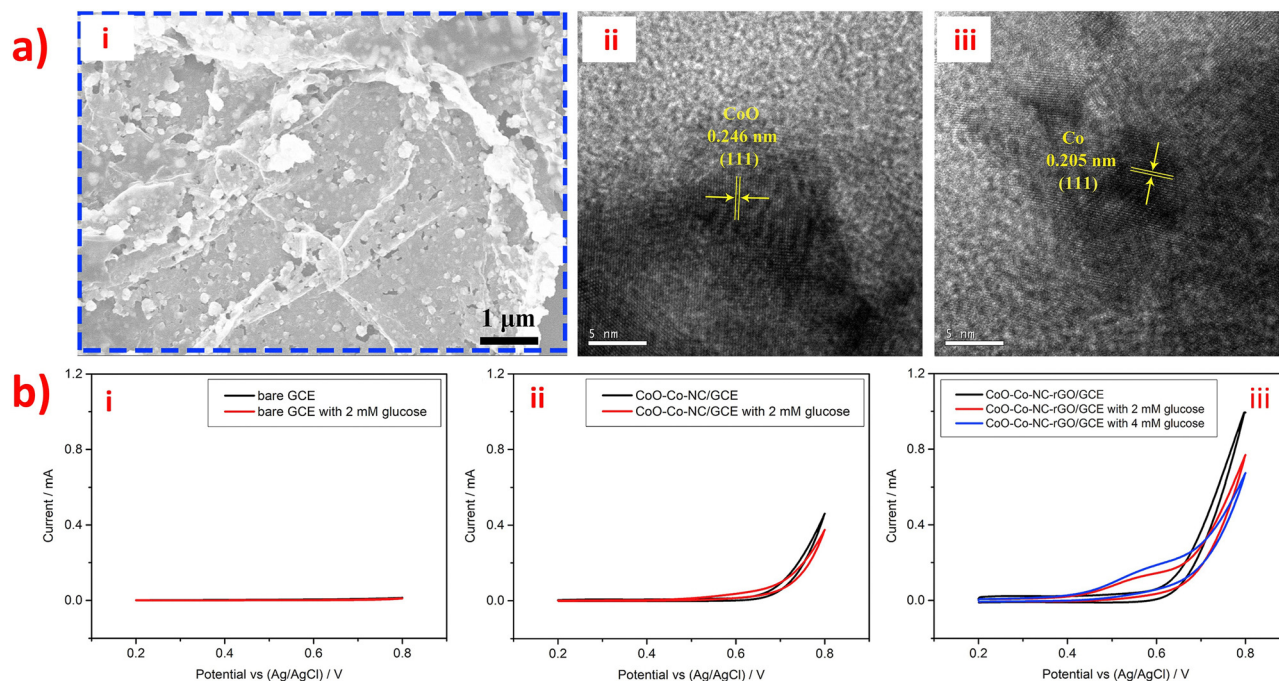 a)
i
1 μm
ii
CoO
0.246 nm
(111)
5 nm
iii
Co
0.205 nm
(111)
5 nm
b)
i
bare GCE
bare GCE with 2 mM glucose
Current / mA
1.2
0.8
0.4
0.0
0.2
0.4
0.6
0.8
Potential vs (Ag/AgCl) / V
ii
CoO-Co-NC/GCE
CoO-Co-NC/GCE with 2 mM glucose
Current / mA
1.2
0.8
0.4
0.0
0.2
0.4
0.6
0.8
Potential vs (Ag/AgCl) / V
iii
CoO-Co-NC-rGO/GCE
CoO-Co-NC-rGO/GCE with 2 mM glucose
CoO-Co-NC-rGO/GCE with 4 mM glucose
Current / mA
1.2
0.8
0.4
0.0
0.2
0.4
0.6
0.8
Potential vs (Ag/AgCl) / V